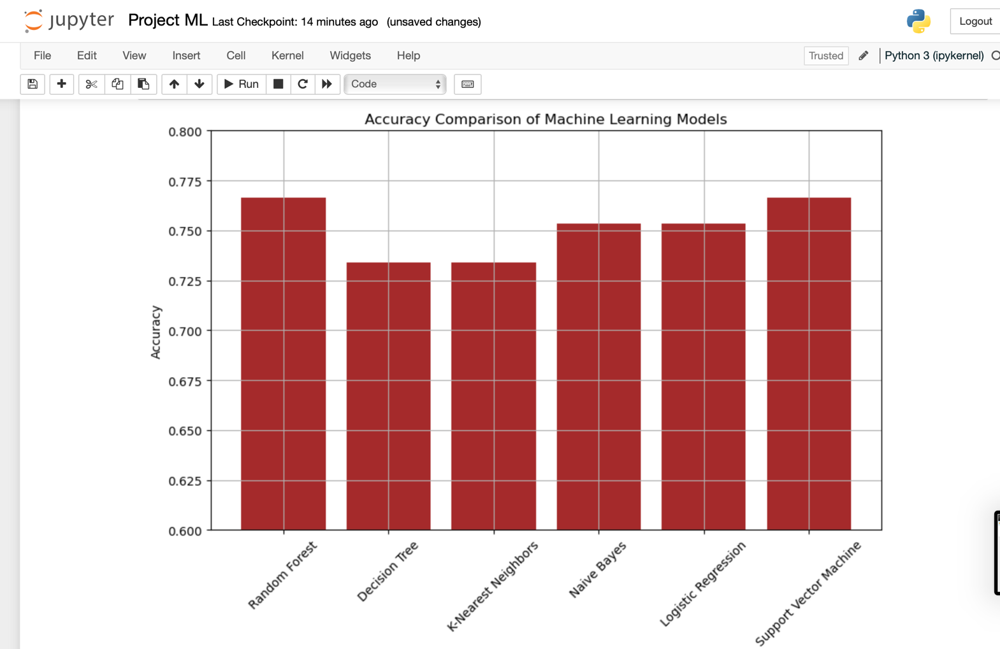 jupyter Project ML Last Checkpoint: 14 minutes ago (unsaved changes) Logout
File Edit View Insert Cell Kernel Widgets Help Trusted Python 3 (ipykernel)
Run Code
Accuracy Comparison of Machine Learning Models
0.800
0.775
0.750
0.725
0.700
0.675
0.650
0.625
0.600
Accuracy
Random Forest
Decision Tree
K-Nearest Neighbors
Naive Bayes
Logistic Regression
Support Vector Machine